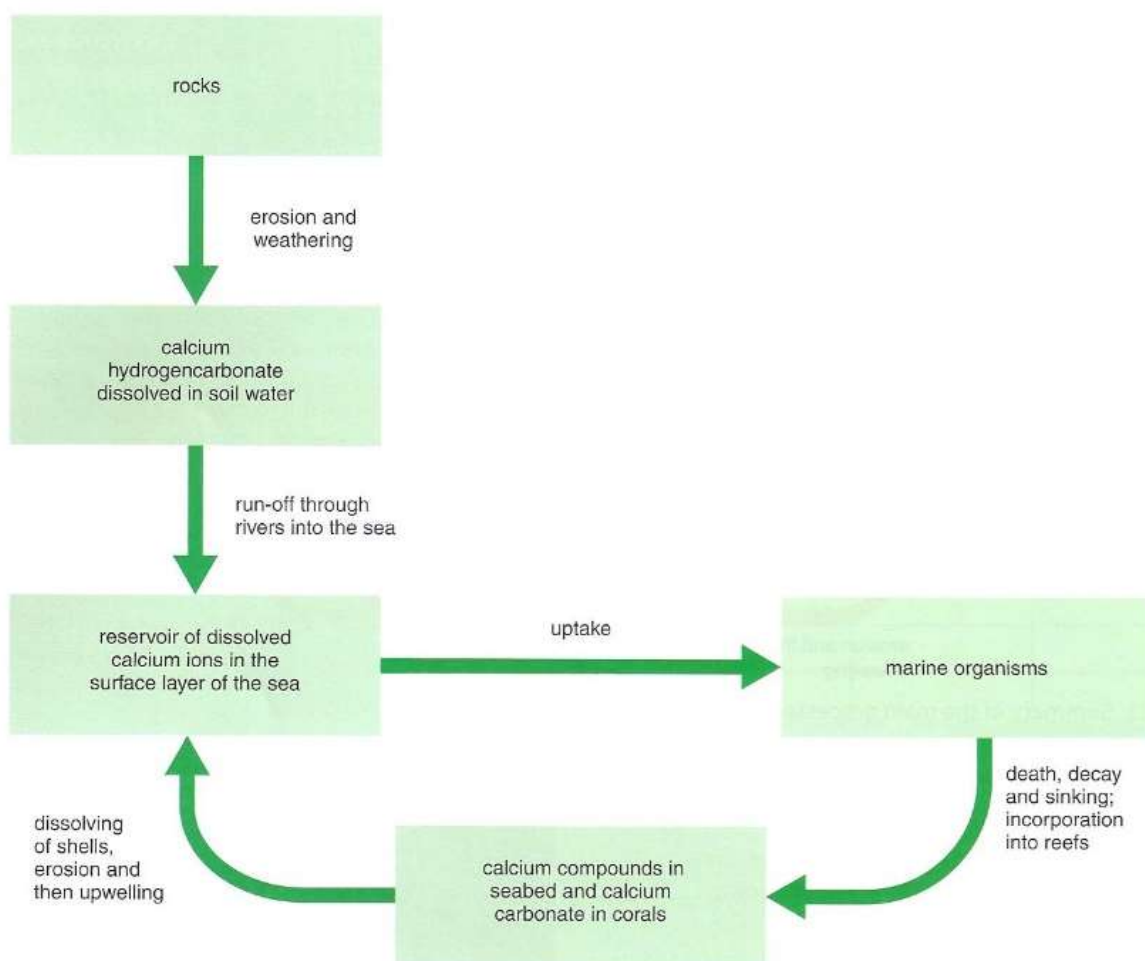 rocks
erosion and
weathering
calcium
hydrogencarbonate
dissolved in soil water
run-off through
rivers into the sea
reservoir of dissolved
calcium ions in the
surface layer of the sea
uptake
marine organisms
death, decay
and sinking;
incorporation
into reefs
calcium compounds in
seabed and calcium
carbonate in corals
dissolving
of shells,
erosion and
then upwelling